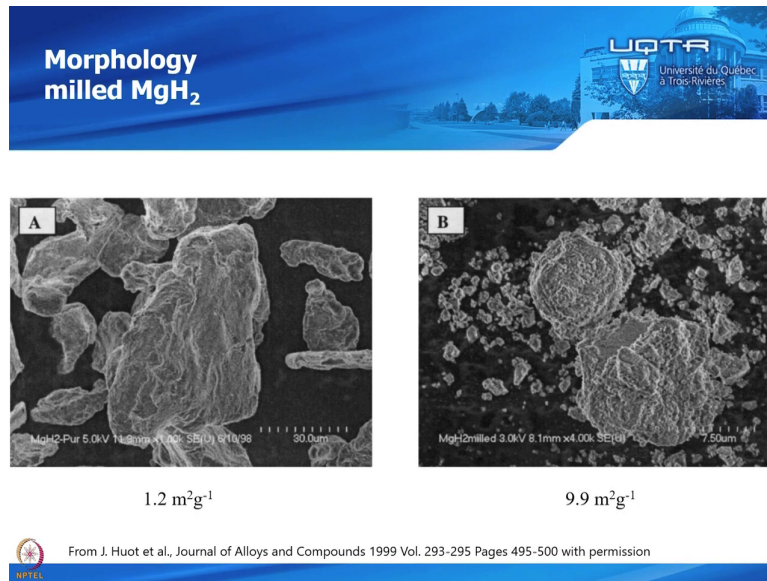 Morphology
milled MgH₂
UQTR
Université du Québec
à Trois-Rivières
A
MgH2-Pur 5.0kV 11.9mm x1.00k SE(U) 6/10/98
30.0um
B
MgH2milled 3.0kV 8.1mm x4.00k SE(U)
7.50um
1.2 m²g⁻¹
9.9 m²g⁻¹
From J. Huot et al., Journal of Alloys and Compounds 1999 Vol. 293-295 Pages 495-500 with permission
NPTEL